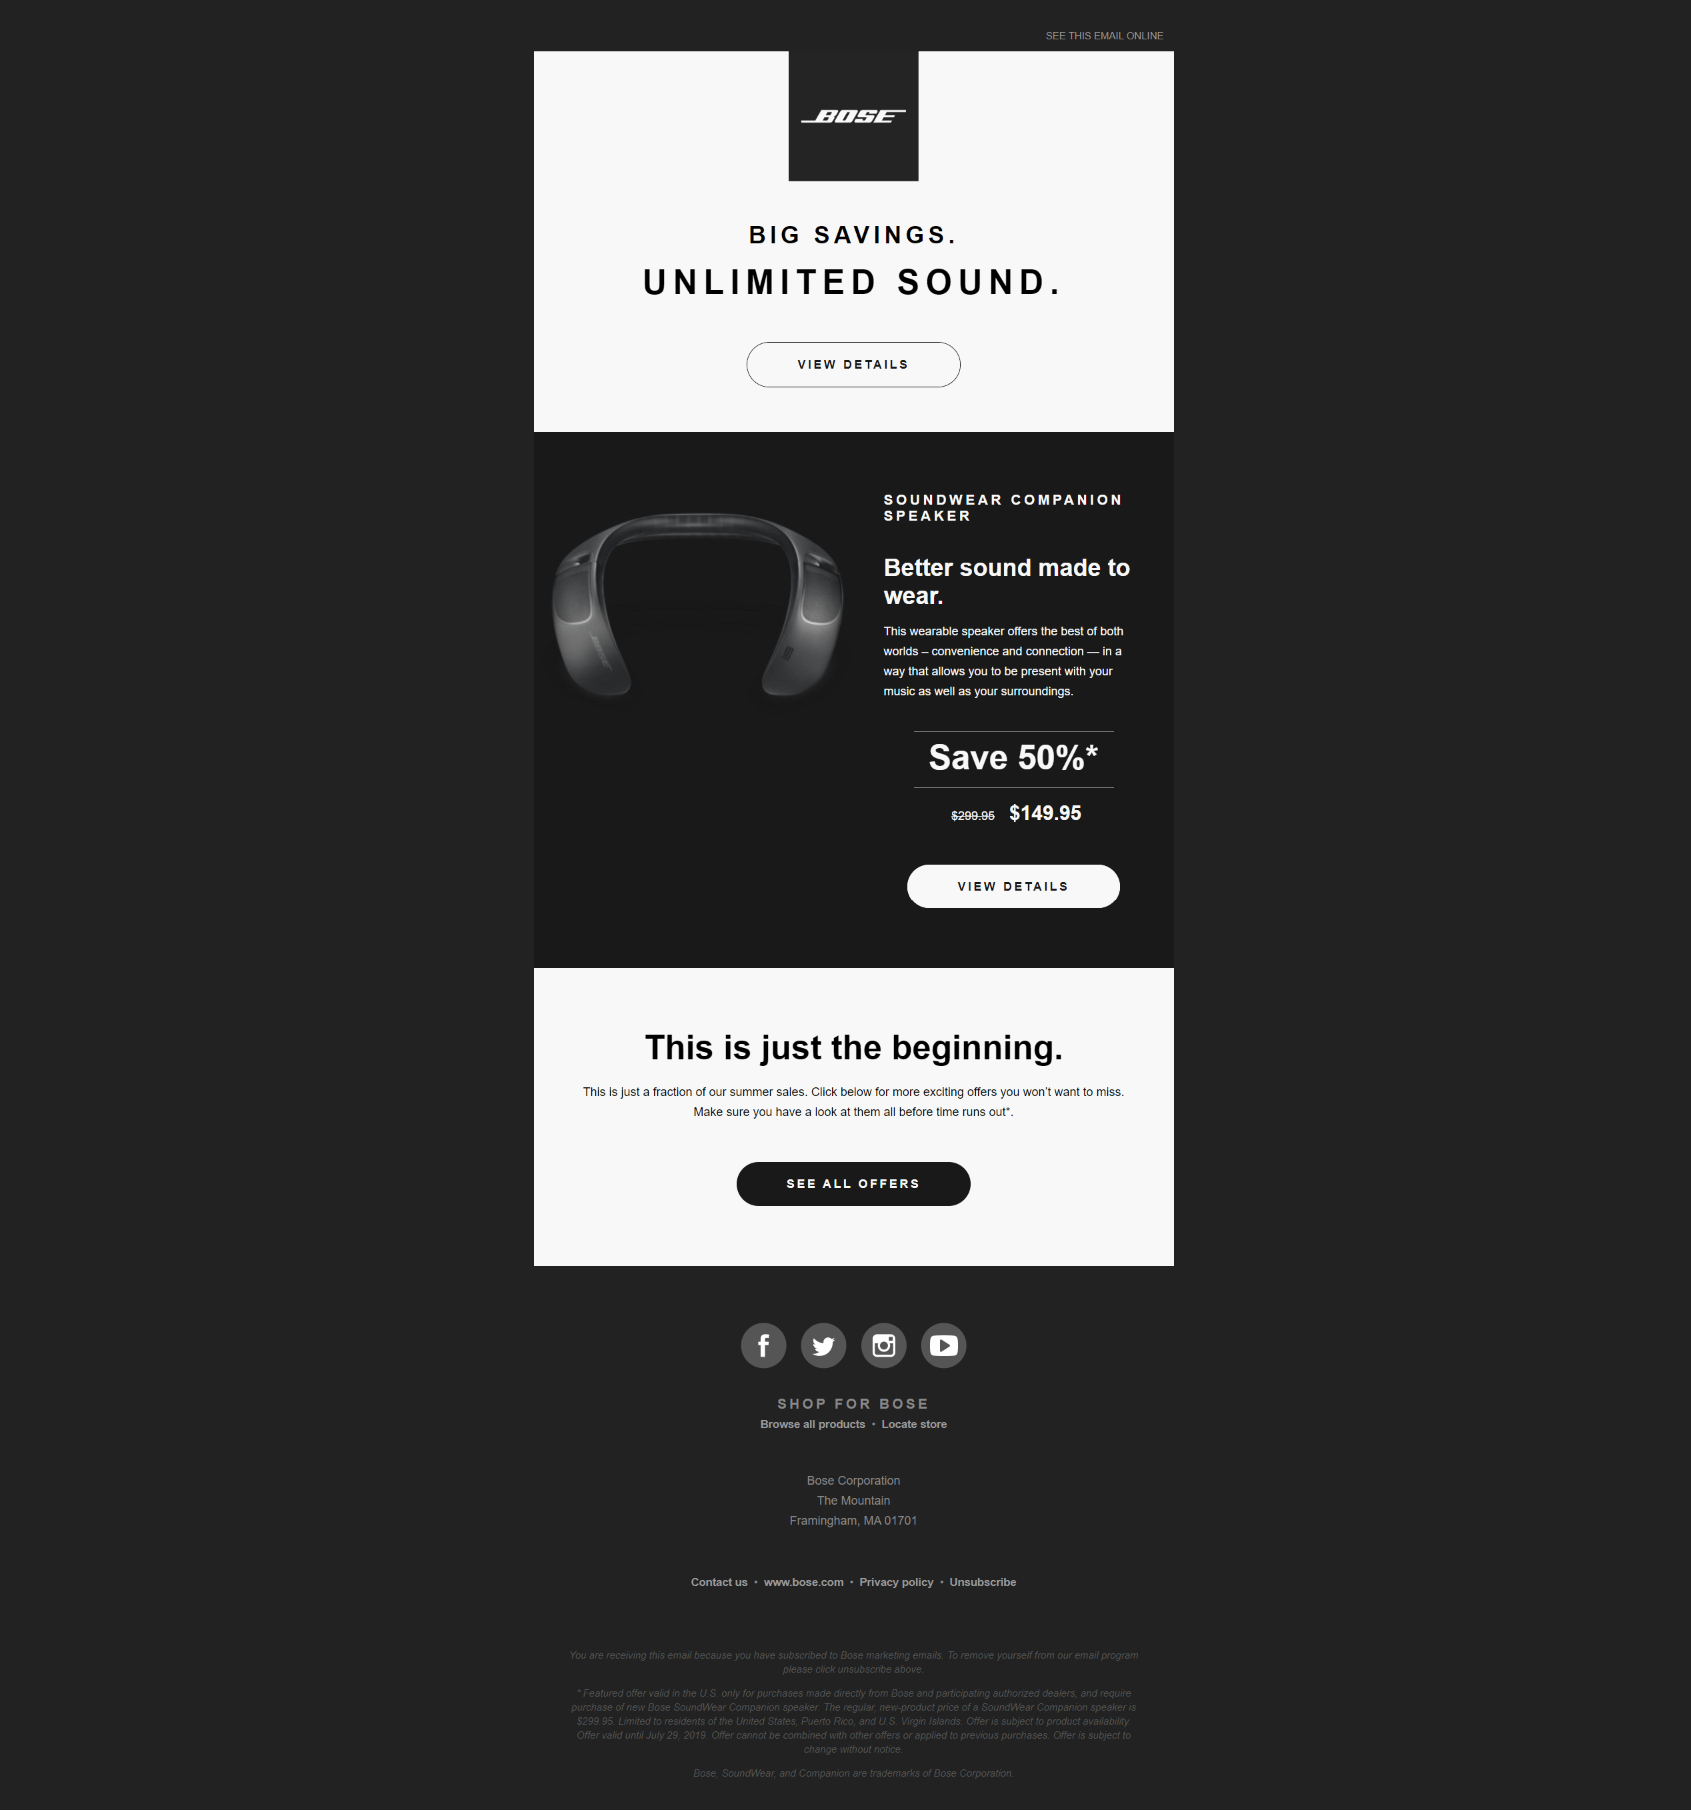 SEE THIS EMAIL ONLINE
BOSE
BIG SAVINGS.
UNLIMITED SOUND.
VIEW DETAILS
SOUNDWEAR COMPANION
SPEAKER
Better sound made to
wear.
This wearable speaker offers the best of both
worlds – convenience and connection — in a
way that allows you to be present with your
music as well as your surroundings.
BOSE
Save 50%*
$299.95 $149.95
VIEW DETAILS
This is just the beginning.
This is just a fraction of our summer sales. Click below for more exciting offers you won’t want to miss.
Make sure you have a look at them all before time runs out*.
SEE ALL OFFERS
SHOP FOR BOSE
Browse all products • Locate store
Bose Corporation
The Mountain
Framingham, MA 01701
Contact us • www.bose.com • Privacy policy • Unsubscribe
You are receiving this email because you have subscribed to Bose marketing emails. To remove yourself from our email program
please click unsubscribe above.
* Featured offer valid in the U.S. only for purchases made directly from Bose and participating authorized dealers, and require
purchase of new Bose SoundWear Companion speaker. The regular, new-product price of a SoundWear Companion speaker is
$299.95. Limited to residents of the United States, Puerto Rico, and U.S. Virgin Islands. Offer is subject to product availability.
Offer valid until July 29, 2019. Offer cannot be combined with other offers or applied to previous purchases. Offer is subject to
change without notice.
Bose, SoundWear, and Companion are trademarks of Bose Corporation.